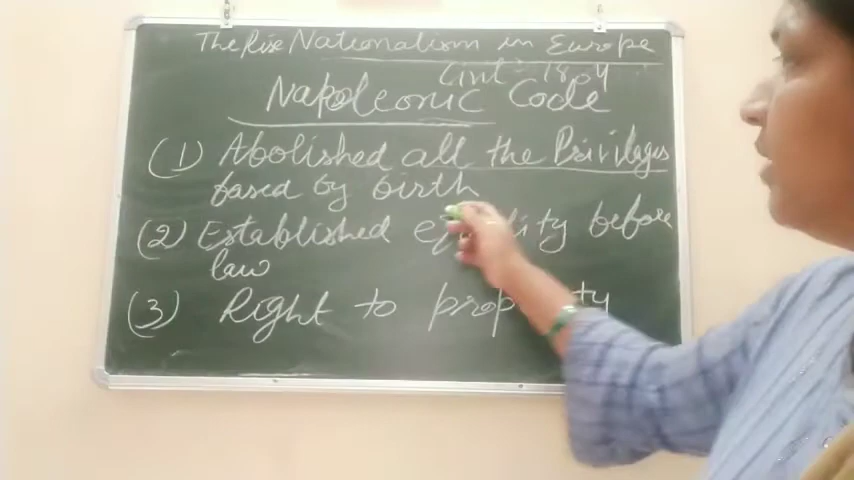 The Rise Nationalism in Europe
Civil - 1804
Napoleonic Code
(1) Abolished all the Privilages
based by birth
(2) Established equality before
law
(3) Right to property